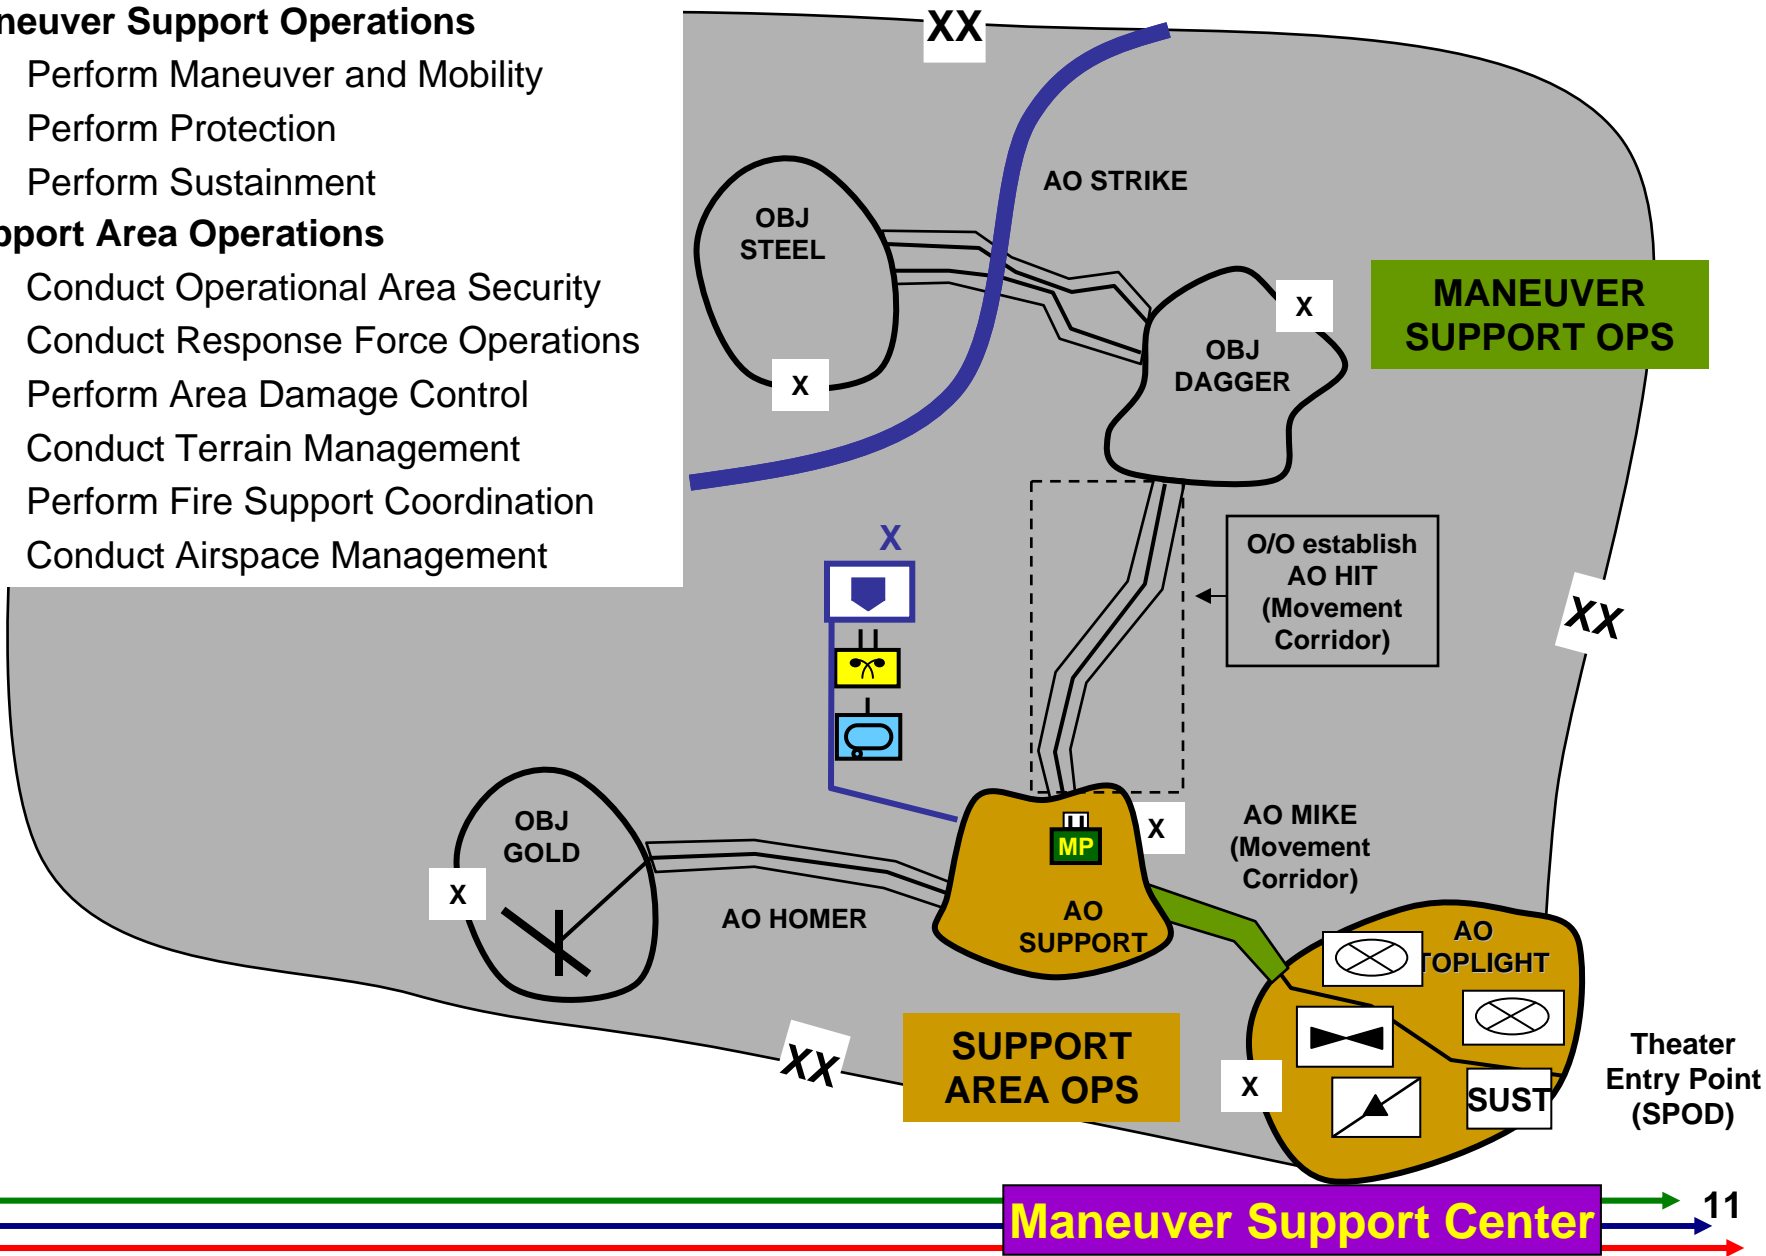 neuver Support Operations
Perform Maneuver and Mobility
Perform Protection
Perform Sustainment
pport Area Operations
Conduct Operational Area Security
Conduct Response Force Operations
Perform Area Damage Control
Conduct Terrain Management
Perform Fire Support Coordination
Conduct Airspace Management
XX
AO STRIKE
OBJ
STEEL
X
X
OBJ
DAGGER
MANEUVER
SUPPORT OPS
X
O/O establish
AO HIT
(Movement
Corridor)
XX
OBJ
GOLD
X
AO HOMER
MP
X
AO
SUPPORT
AO MIKE
(Movement
Corridor)
AO
TOPLIGHT
X
SUST
XX
SUPPORT
AREA OPS
Theater
Entry Point
(SPOD)
Maneuver Support Center
11